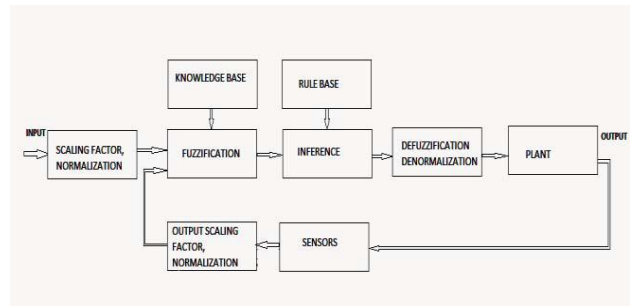 KNOWLEDGE BASE
RULE BASE
INPUT
SCALING FACTOR,
NORMALIZATION
FUZZIFICATION
INFERENCE
DEFUZZIFICATION
DENORMALIZATION
PLANT
OUTPUT
OUTPUT SCALING
FACTOR,
NORMALIZATION
SENSORS